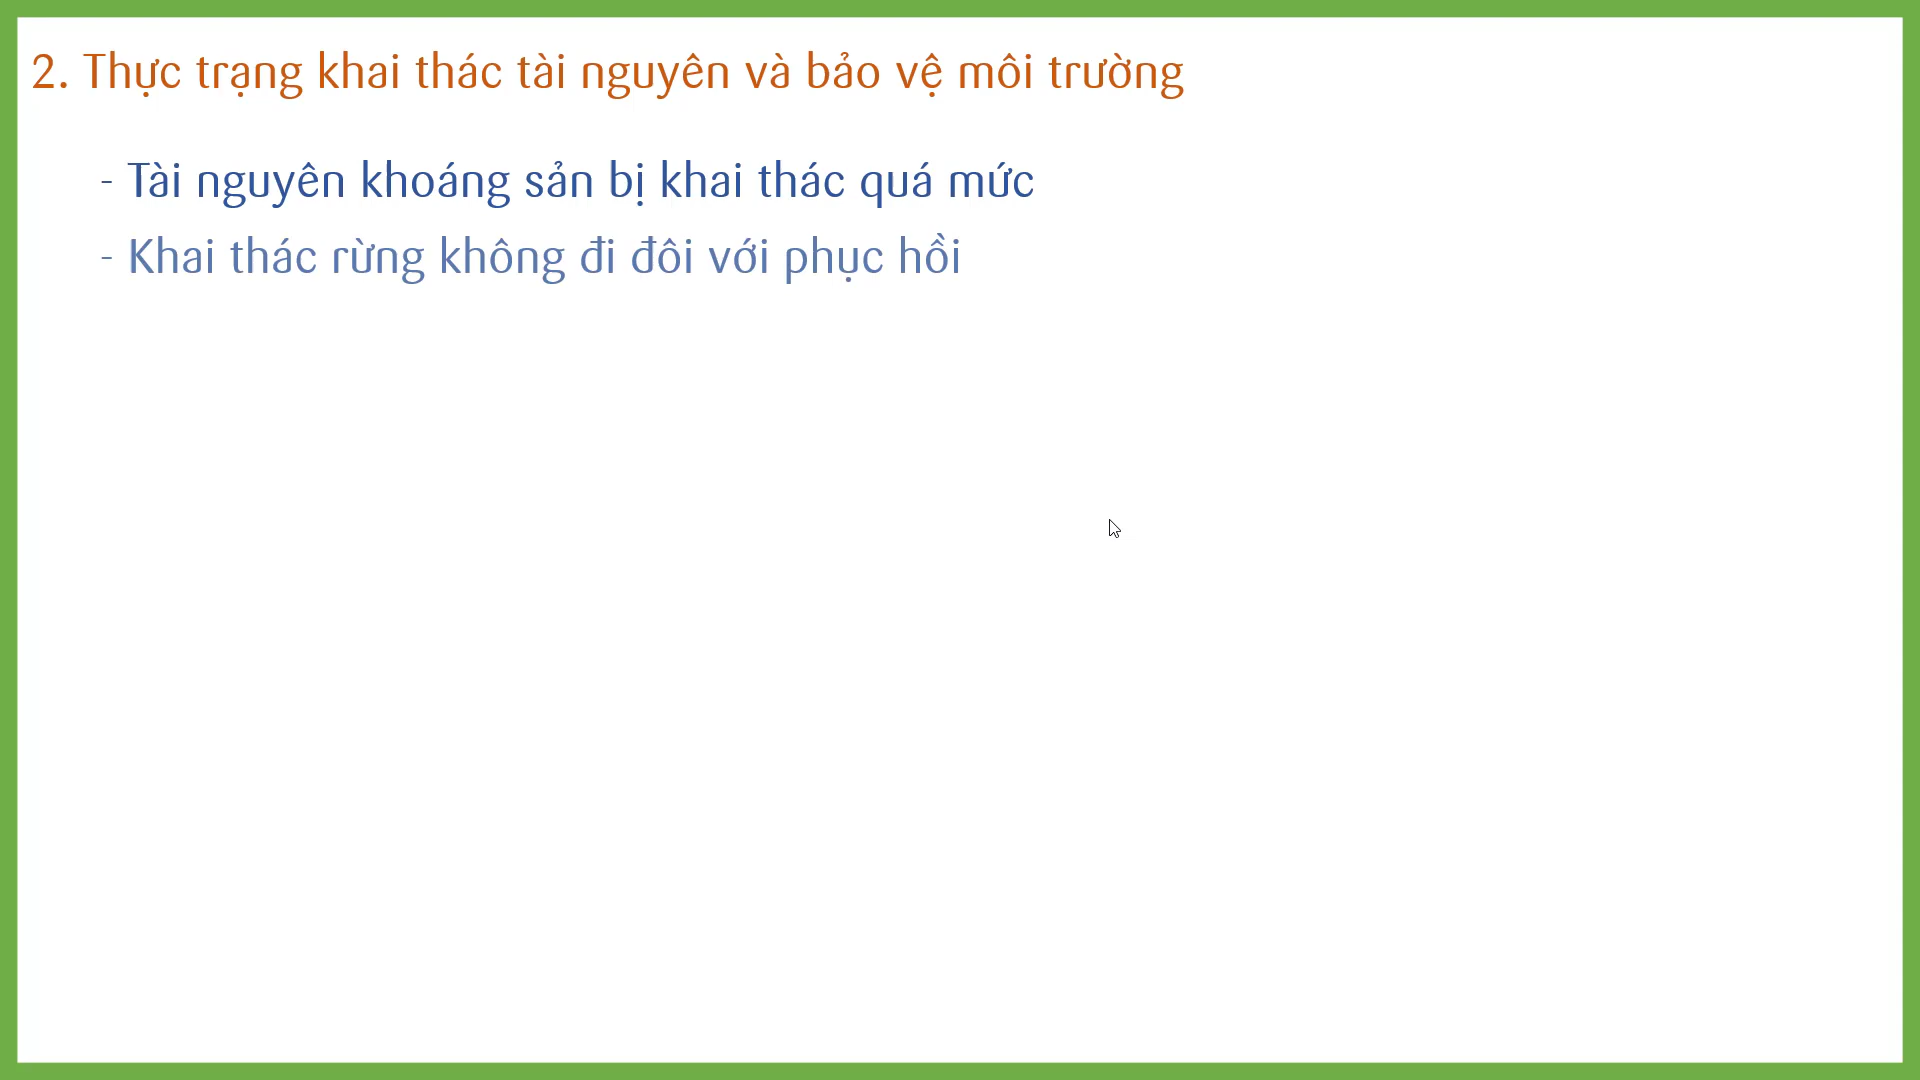 2. Thực trạng khai thác tài nguyên và bảo vệ môi trường
- Tài nguyên khoáng sản bị khai thác quá mức
- Khai thác rừng không đi đôi với phục hồi